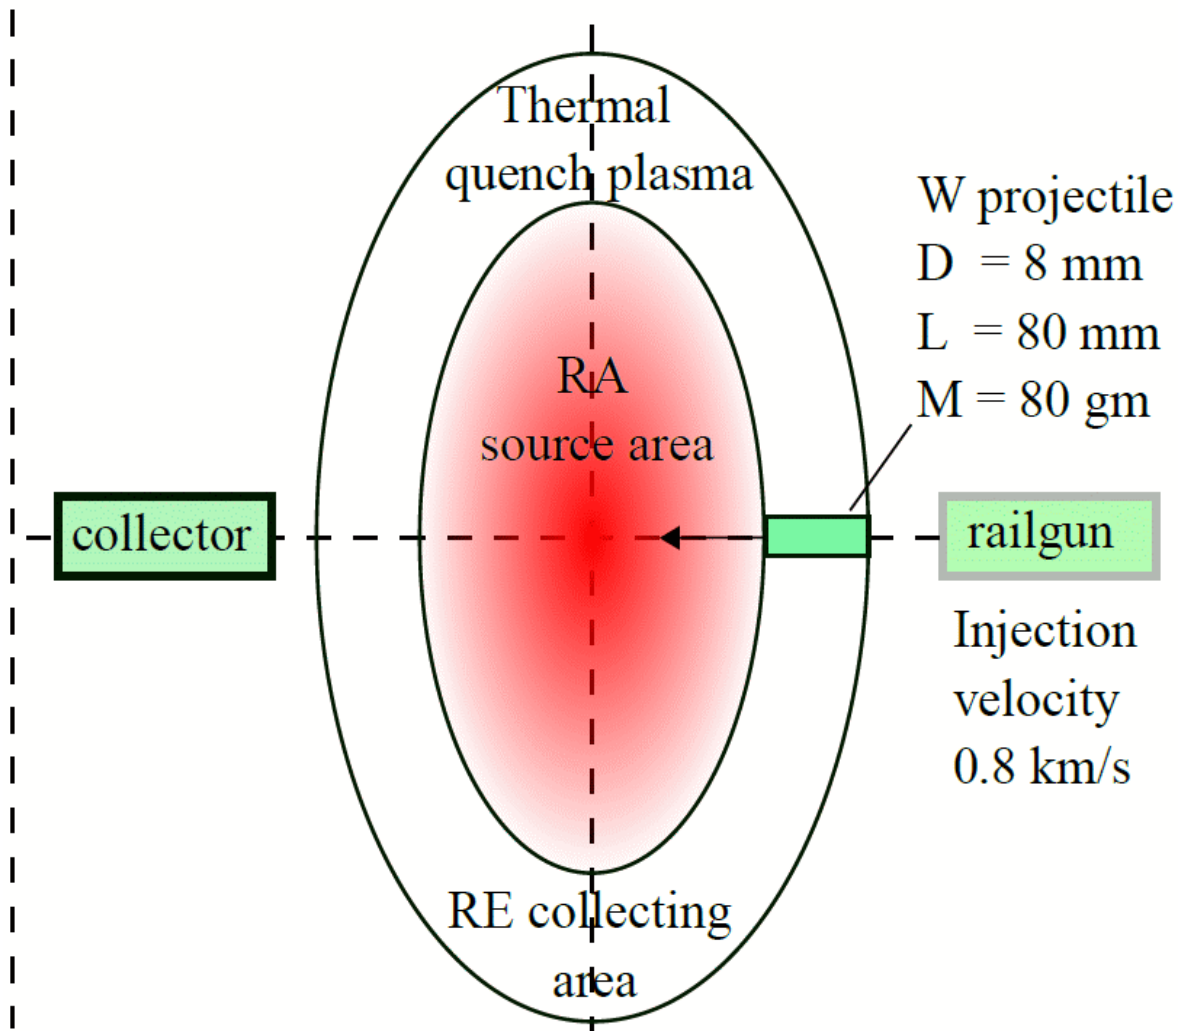 Thermal
quench plasma
W projectile
D = 8 mm
L = 80 mm
M = 80 gm
RA
source area
collector
railgun
Injection
velocity
0.8 km/s
RE collecting
area